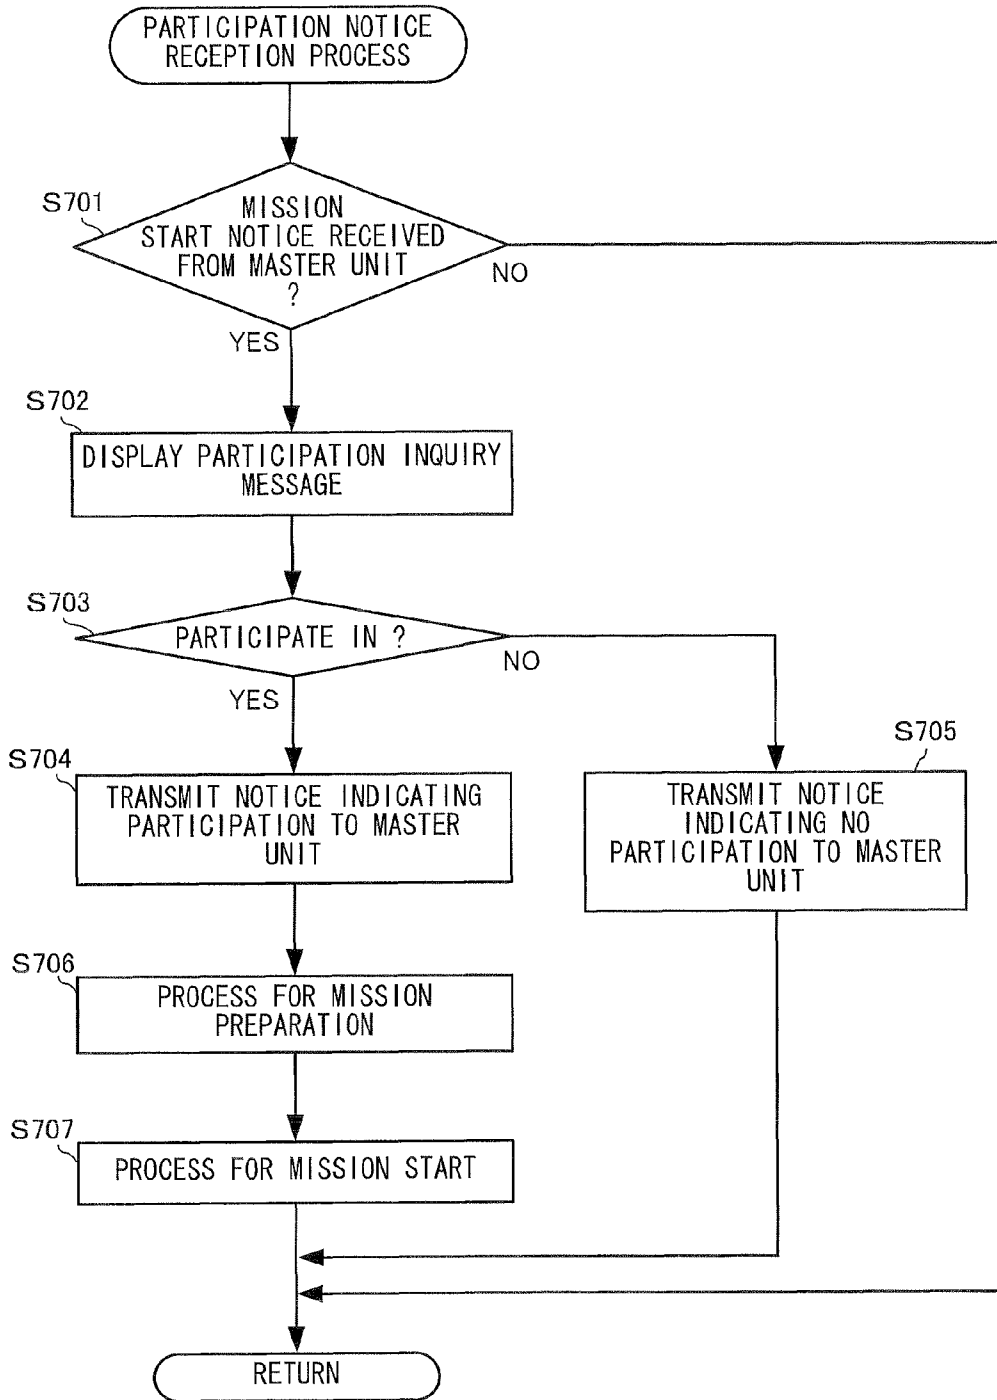 PARTICIPATION NOTICE
RECEPTION PROCESS
S701
MISSION
START NOTICE RECEIVED
FROM MASTER UNIT
?
NO
YES
S702
DISPLAY PARTICIPATION INQUIRY
MESSAGE
S703
PARTICIPATE IN ?
NO
YES
S704
TRANSMIT NOTICE INDICATING
PARTICIPATION TO MASTER
UNIT
S705
TRANSMIT NOTICE
INDICATING NO
PARTICIPATION TO MASTER
UNIT
S706
PROCESS FOR MISSION
PREPARATION
S707
PROCESS FOR MISSION START
RETURN